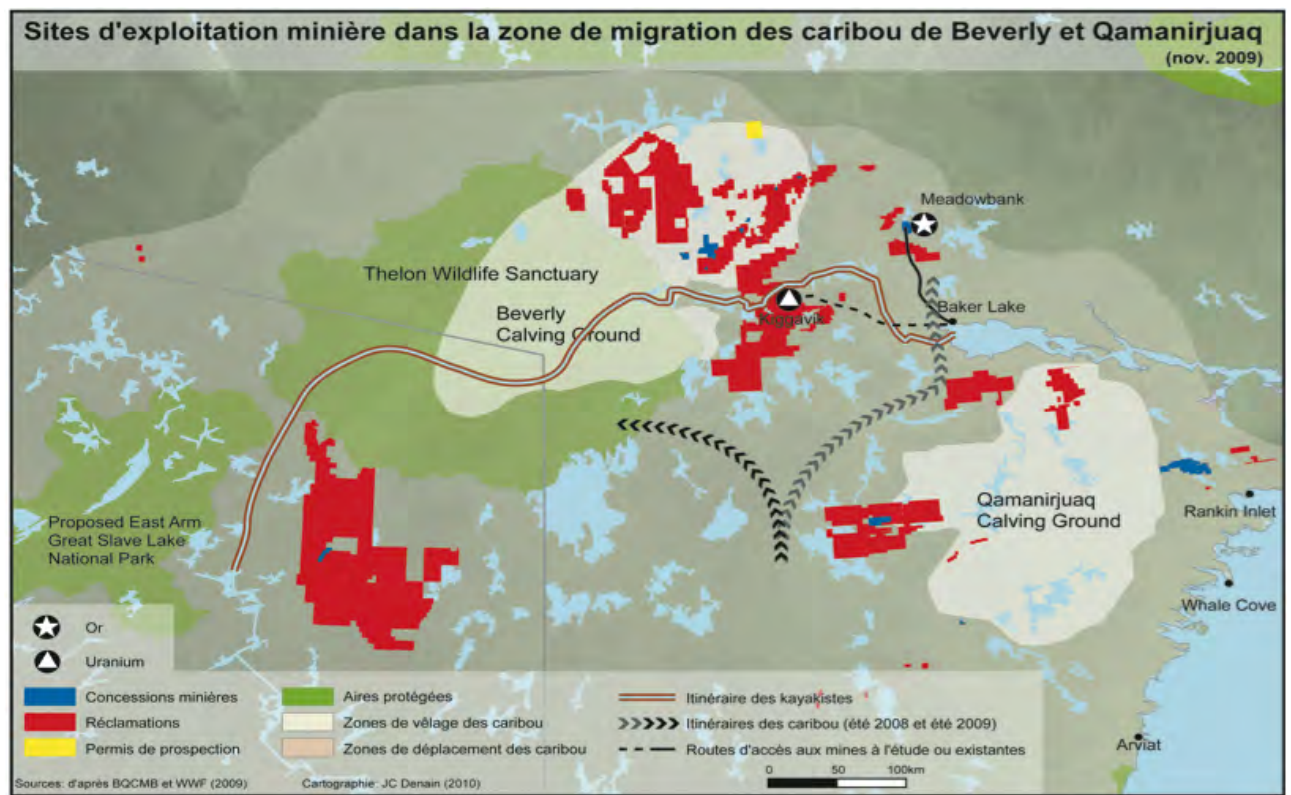 Sites d'exploitation minière dans la zone de migration des caribou de Beverly et Qamanirjuaq
(nov. 2009)
Meadowbank
Thelon Wildlife Sanctuary
Beverly
Calving Ground
Kiggavik
Baker Lake
Qamanirjuaq
Calving Ground
Rankin Inlet
Proposed East Arm
Great Slave Lake
National Park
Whale Cove
Arviat
Or
Uranium
Concessions minières
Réclamations
Permis de prospection
Aires protégées
Zones de vêlage des caribou
Zones de déplacement des caribou
Itinéraire des kayakistes
Itinéraires des caribou (été 2008 et été 2009)
Routes d'accès aux mines à l'étude ou existantes
0 50 100km
Sources: d'après BQCMB et WWF (2009)
Cartographie: JC Denain (2010)